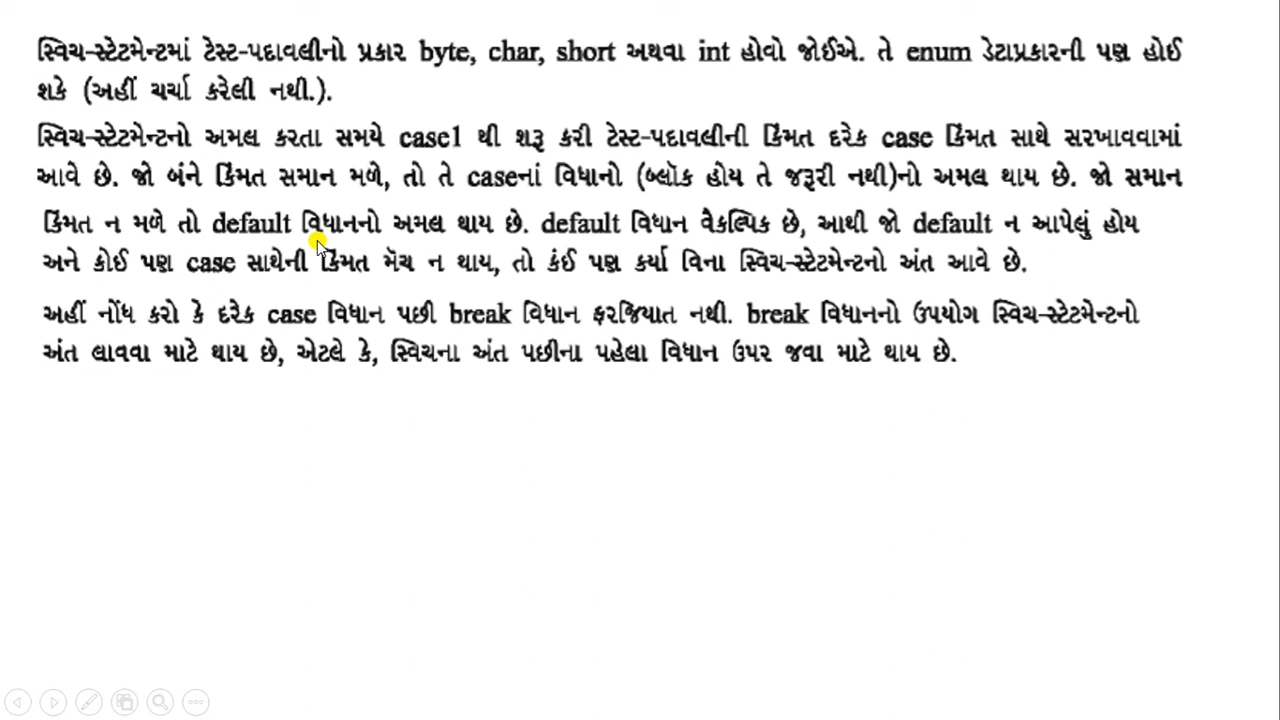 સ્વિચ-સ્ટેટમેન્ટમાં ટેસ્ટ-પદાવલીનો પ્રકાર byte, char, short અથવા int હોવો જોઈએ. તે enum ડેટાપ્રકારની પણ હોઈ
શકે (અહીં ચર્ચા કરેલી નથી.).
સ્વિચ-સ્ટેટમેન્ટનો અમલ કરતા સમયે case1 થી શરૂ કરી ટેસ્ટ-પદાવલીની કિંમત દરેક case કિંમત સાથે સરખાવવામાં
આવે છે. જો બંને કિંમત સમાન મળે, તો તે caseનાં વિધાનો (બ્લૉક હોય તે જરૂરી નથી)નો અમલ થાય છે. જો સમાન
કિંમત ન મળે તો default વિધાનનો અમલ થાય છે. default વિધાન વૈકલ્પિક છે, આથી જો default ન આપેલું હોય
અને કોઈ પણ case સાથેની કિંમત મૅચ ન થાય, તો કંઈ પણ કર્યા વિના સ્વિચ-સ્ટેટમેન્ટનો અંત આવે છે.
અહીં નોંધ કરો કે દરેક case વિધાન પછી break વિધાન ફરજિયાત નથી. break વિધાનનો ઉપયોગ સ્વિચ-સ્ટેટમેન્ટનો
અંત લાવવા માટે થાય છે, એટલે કે, સ્વિચના અંત પછીના પહેલા વિધાન ઉપર જવા માટે થાય છે.